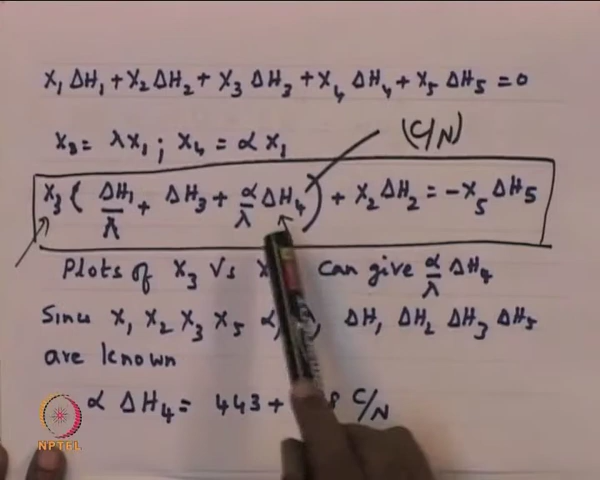 X₁ ΔH₁ + X₂ ΔH₂ + X₃ ΔH₃ + X₄ ΔH₄ + X₅ ΔH₅ = 0
X₃ = λX₁ ; X₄ = α X₁
(C/N)
X₃ ( ΔH₁/λ + ΔH₃ + α/λ ΔH₄ ) + X₂ ΔH₂ = -X₅ ΔH₅
Plots of X₃ Vs X can give α/λ ΔH₄
Since X₁ X₂ X₃ X₅ α, ΔH₁ ΔH₂ ΔH₃ ΔH₅
are known
α ΔH₄ = 443 + C/N
NPTEL